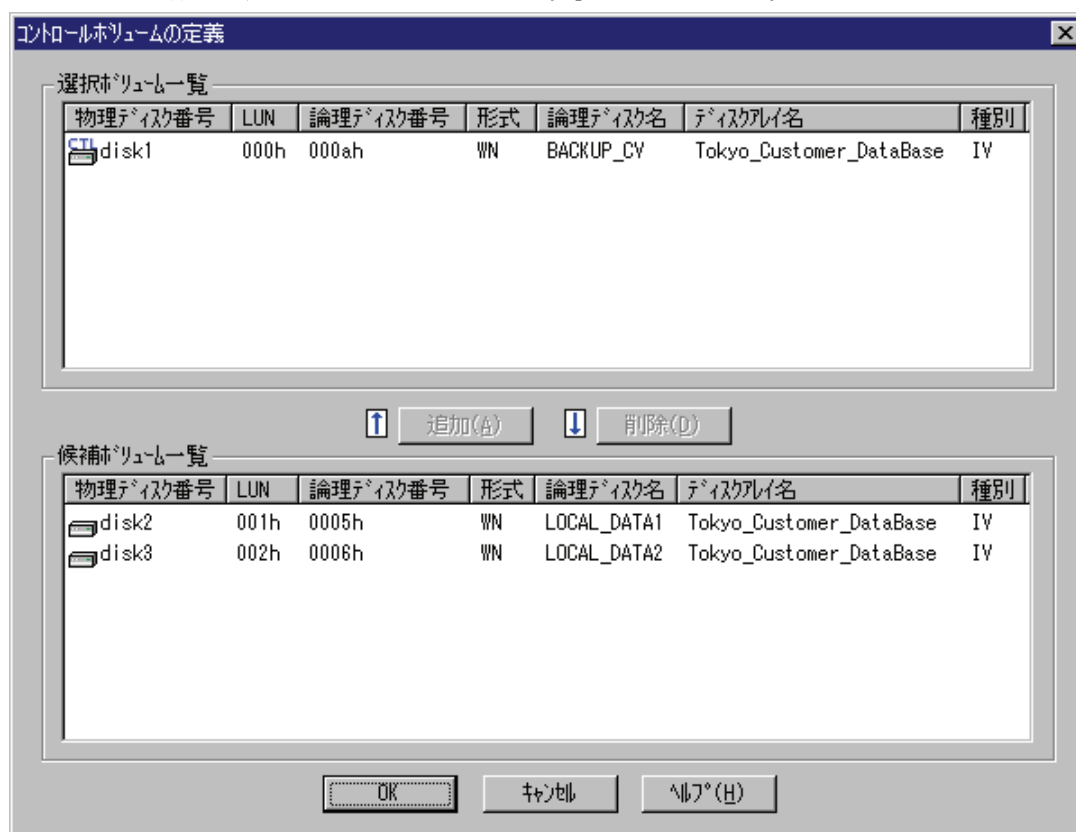 コントロールボリュームの定義
選択ボリューム一覧
物理ディスク番号 LUN 論理ディスク番号 形式 論理ディスク名 ディスクアレイ名 種別
CTL disk1 000h 000ah WN BACKUP_CV Tokyo_Customer_DataBase IV
追加(A) 削除(D)
候補ボリューム一覧
物理ディスク番号 LUN 論理ディスク番号 形式 論理ディスク名 ディスクアレイ名 種別
disk2 001h 0005h WN LOCAL_DATA1 Tokyo_Customer_DataBase IV
disk3 002h 0006h WN LOCAL_DATA2 Tokyo_Customer_DataBase IV
OK キャンセル ヘルプ(H)